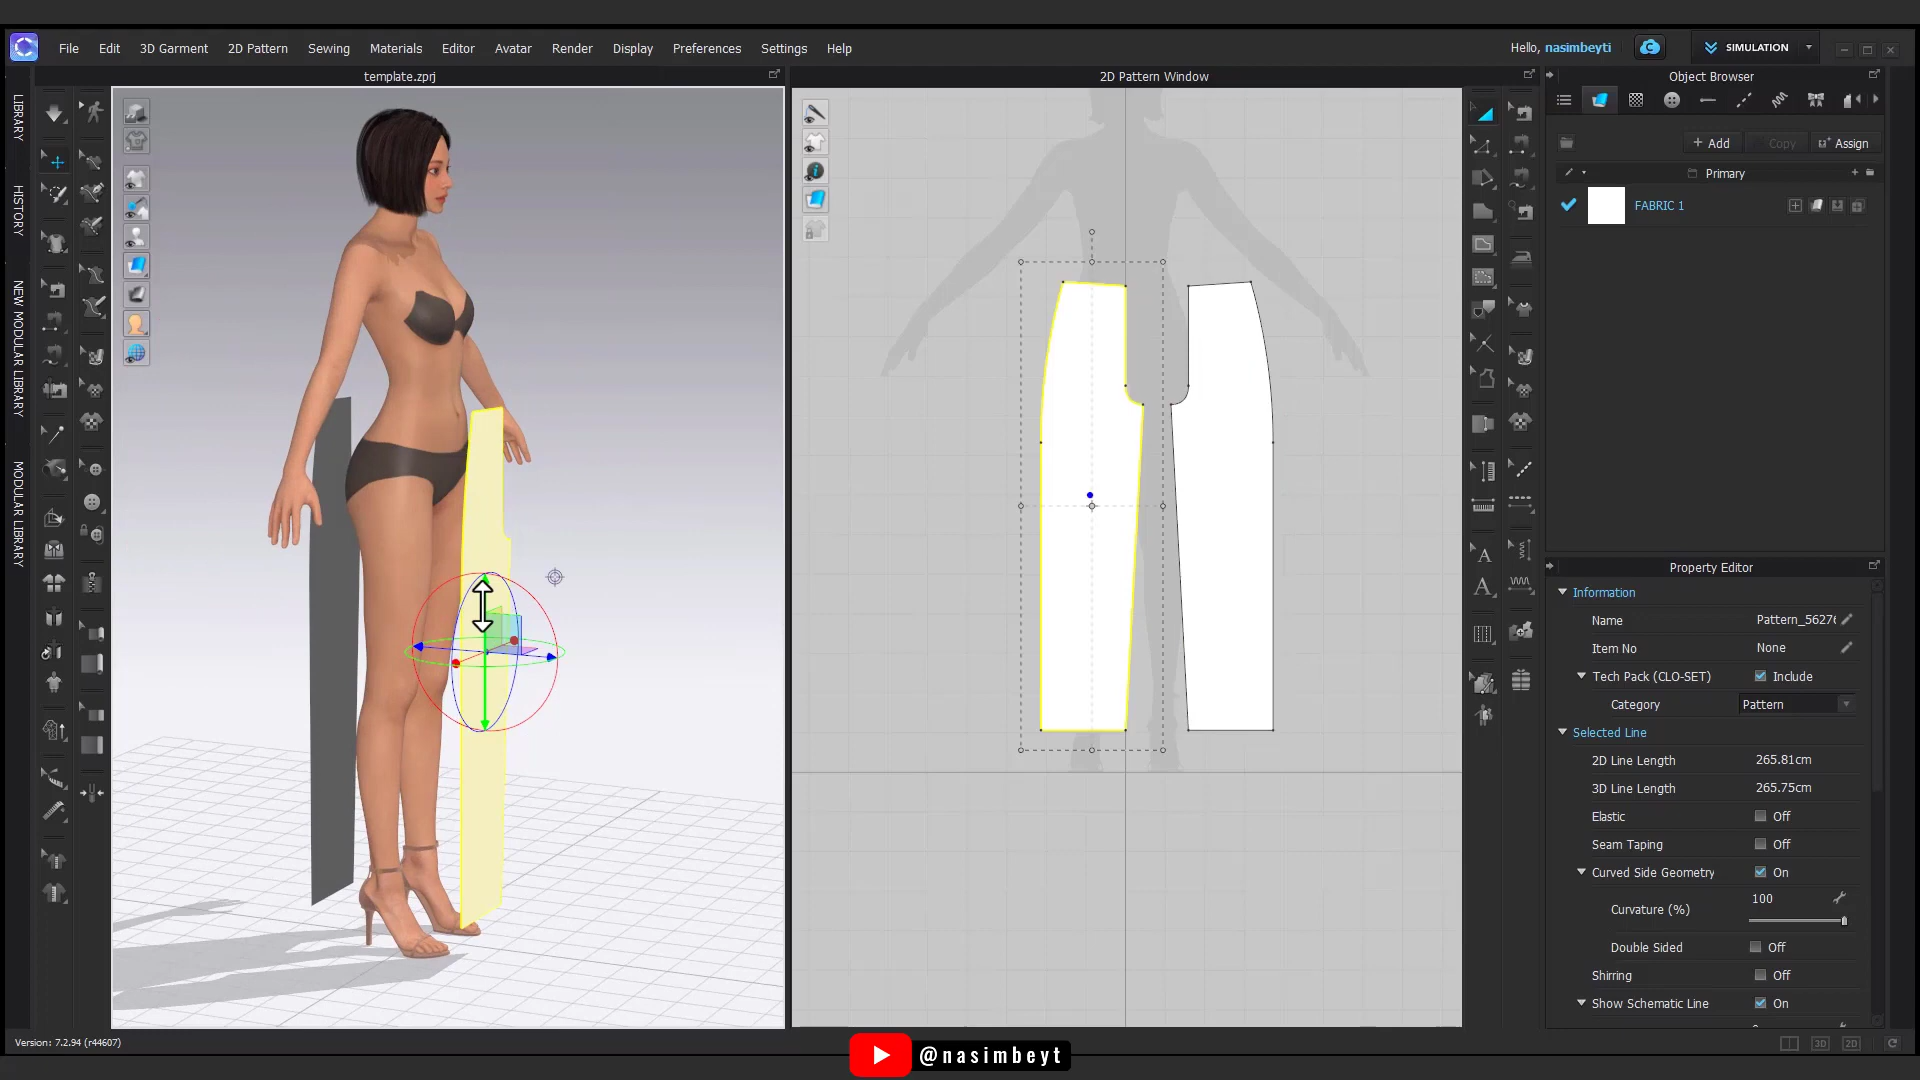 File Edit 3D Garment 2D Pattern Sewing Materials Editor Avatar Render Display Preferences Settings Help
Hello, nasimbeyti
SIMULATION
template.zprj
2D Pattern Window
Object Browser
LIBRARY
HISTORY
NEW MODULAR LIBRARY
MODULAR LIBRARY
+ Add
Copy
Assign
Primary
FABRIC 1
Property Editor
Information
Name Pattern_5627
Item No None
Tech Pack (CLO-SET) Include
Category Pattern
Selected Line
2D Line Length 265.81cm
3D Line Length 265.75cm
Elastic Off
Seam Taping Off
Curved Side Geometry On
Curvature (%) 100
Double Sided Off
Shirring Off
Show Schematic Line On
Version: 7.2.94 (r44607)
3D 2D
@nasimbeyt